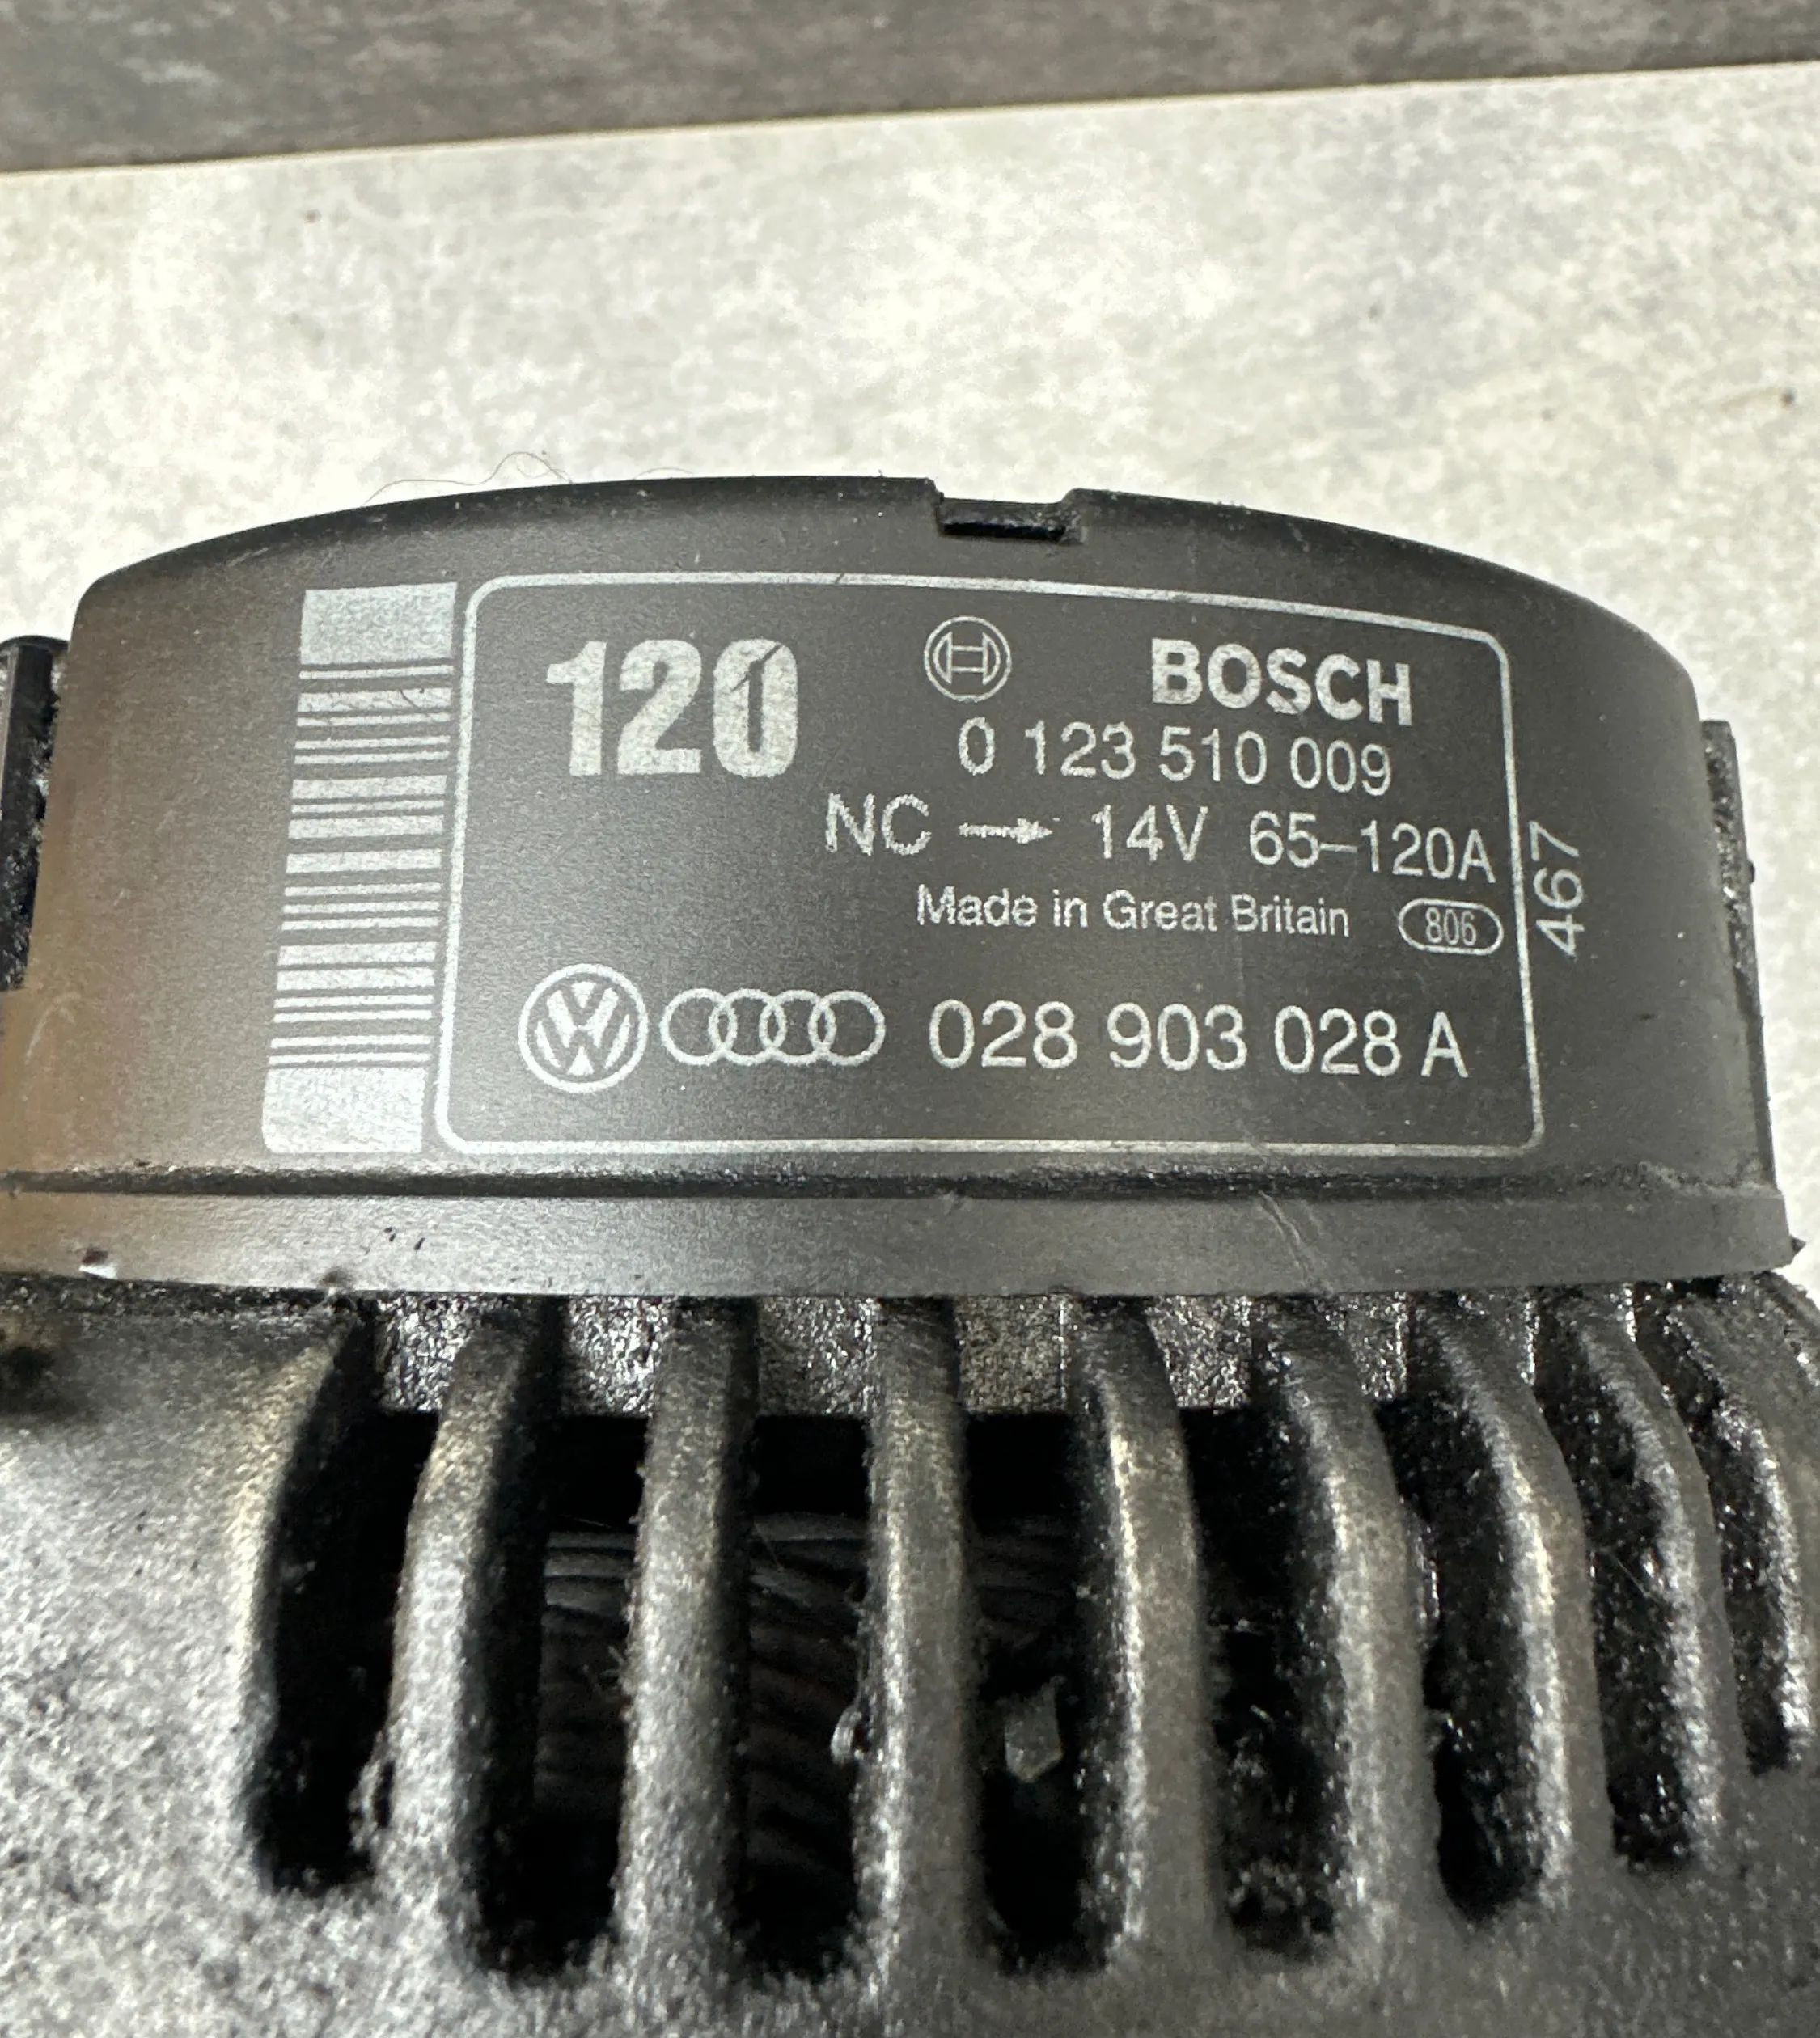 120 BOSCH
0 123 510 009
NC → 14V 65–120A
Made in Great Britain 806
467
028 903 028 A